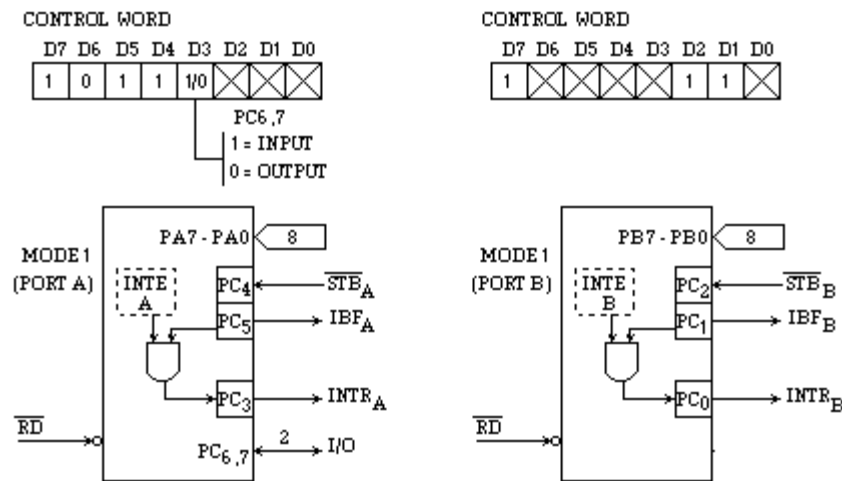 CONTROL WORD
D7 D6 D5 D4 D3 D2 D1 D0
1 0 1 1 1/0
PC6,7
1 = INPUT
0 = OUTPUT
MODE 1
(PORT A)
PA7 - PA0
8
INTE
A
PC4
STBA
PC5
IBFA
PC3
INTRA
RD
PC6,7
2
I/O
CONTROL WORD
D7 D6 D5 D4 D3 D2 D1 D0
1 1 1
MODE 1
(PORT B)
PB7 - PB0
8
INTE
B
PC2
STBB
PC1
IBFB
PC0
INTRB
RD